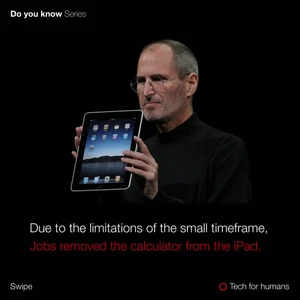 Do you know Series
Due to the limitations of the small timeframe,
Jobs removed the calculator from the iPad.
Swipe
Tech for humans